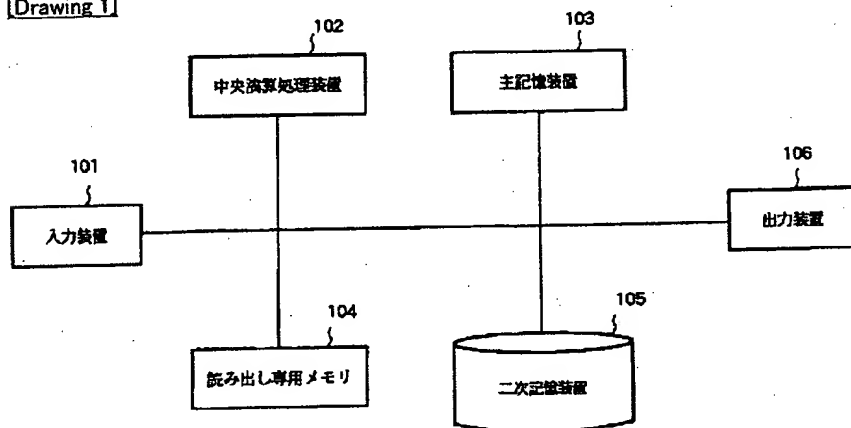 [Drawing 1]
102
103
中央演算処理装置
主記憶装置
101
106
入力装置
出力装置
104
105
読み出し専用メモリ
二次記憶装置